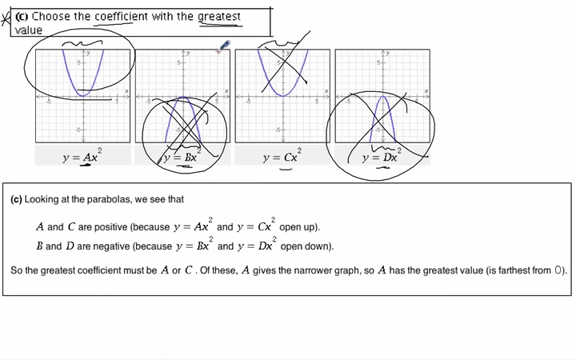 (c) Choose the coefficient with the greatest
value
y = Ax²
y = Bx²
y = Cx²
y = Dx²
(c) Looking at the parabolas, we see that
A and C are positive (because y = Ax² and y = Cx² open up).
B and D are negative (because y = Bx² and y = Dx² open down).
So the greatest coefficient must be A or C . Of these, A gives the narrower graph, so A has the greatest value (is farthest from 0).